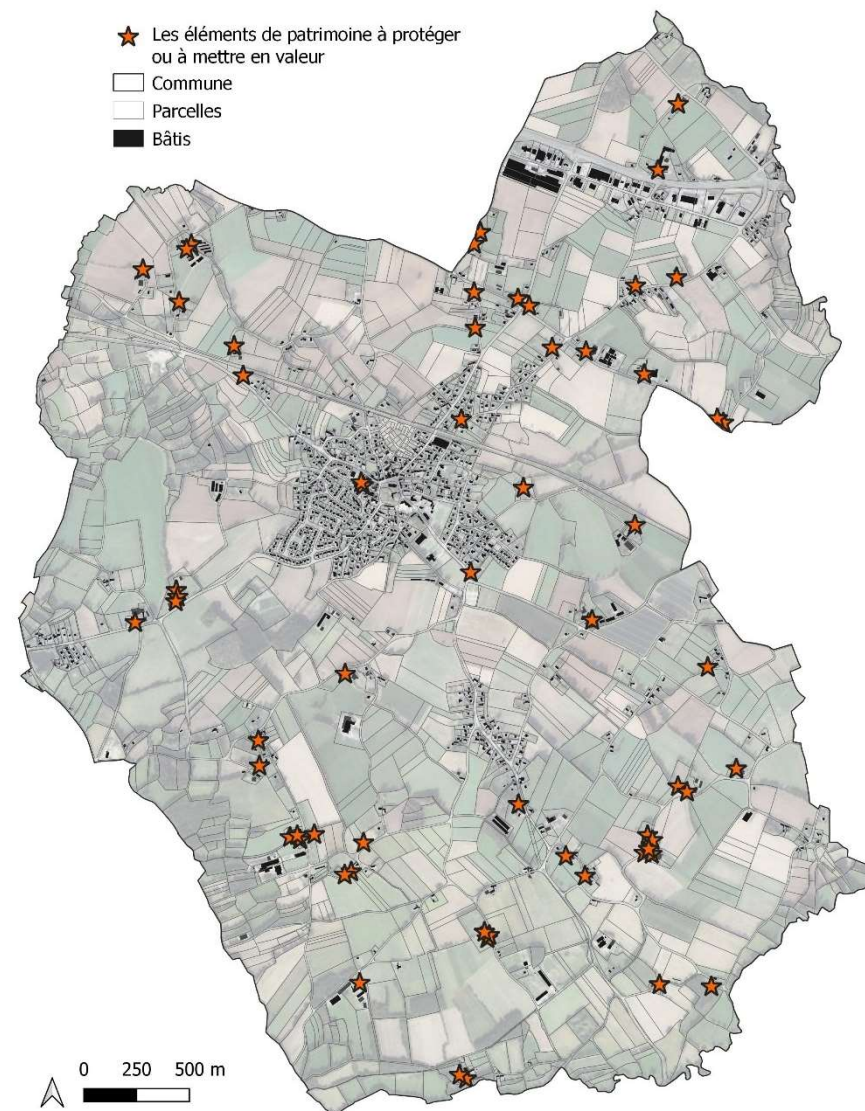 Les éléments de patrimoine à protéger
ou à mettre en valeur
Commune
Parcelles
Bâtis
0 250 500 m